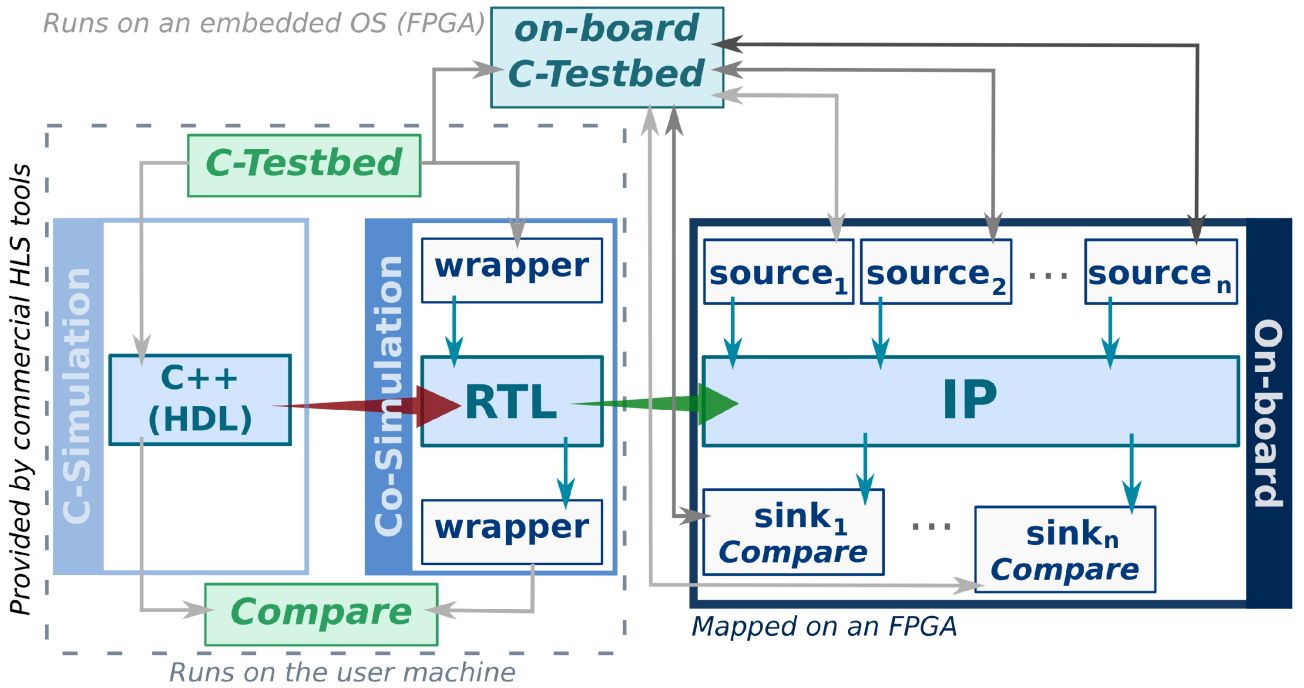 Runs on an embedded OS (FPGA)
on-board
C-Testbed
C-Testbed
Provided by commercial HLS tools
C-Simulation
C++
(HDL)
Co-Simulation
wrapper
RTL
wrapper
Compare
Runs on the user machine
source1
source2
...
sourcen
IP
sink1
Compare
...
sinkn
Compare
On-board
Mapped on an FPGA